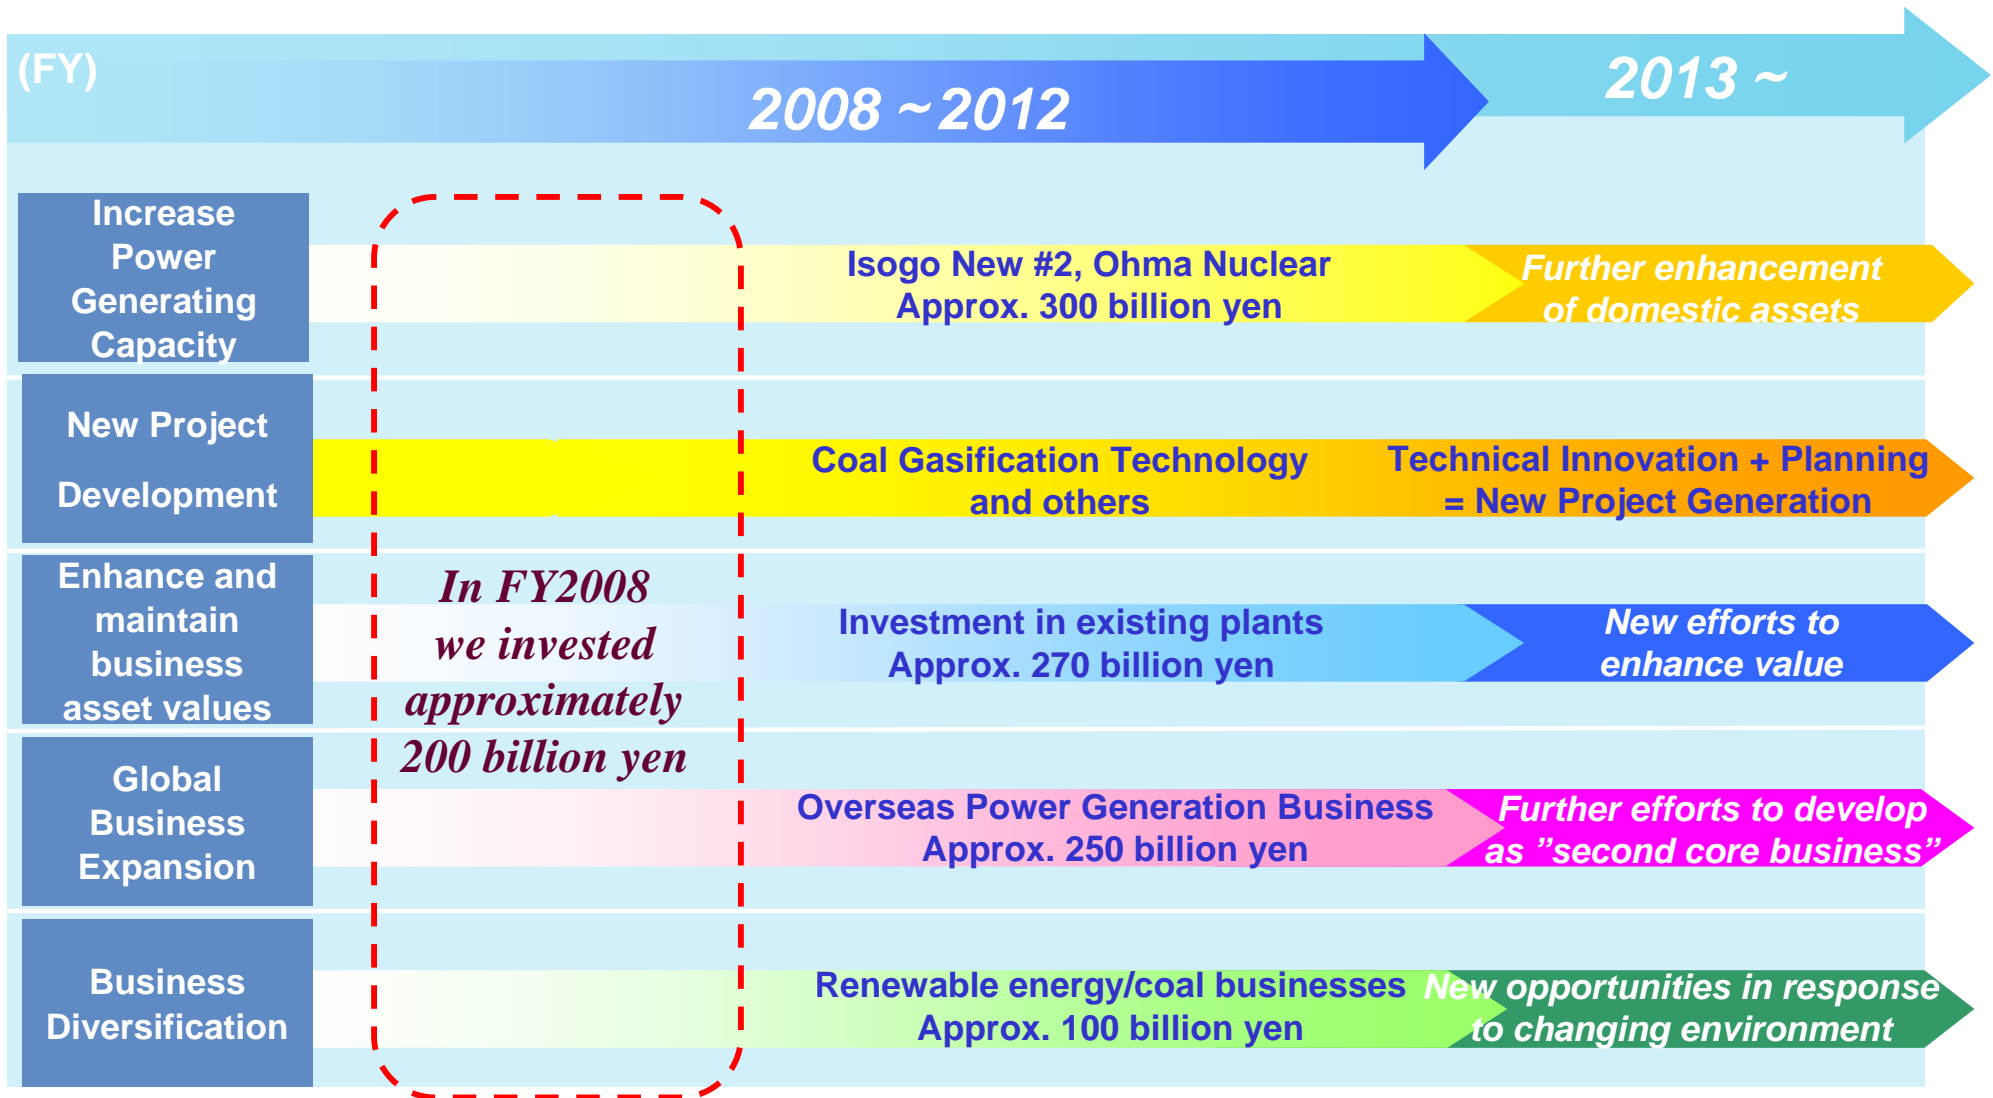 (FY)
2008 ~ 2012
2013 ~
Increase
Power
Generating
Capacity
Isogo New #2, Ohma Nuclear
Approx. 300 billion yen
Further enhancement
of domestic assets
New Project
Development
Coal Gasification Technology
and others
Technical Innovation + Planning
= New Project Generation
Enhance and
maintain
business
asset values
In FY2008
we invested
approximately
200 billion yen
Investment in existing plants
Approx. 270 billion yen
New efforts to
enhance value
Global
Business
Expansion
Overseas Power Generation Business
Approx. 250 billion yen
Further efforts to develop
as ”second core business”
Business
Diversification
Renewable energy/coal businesses
Approx. 100 billion yen
New opportunities in response
to changing environment